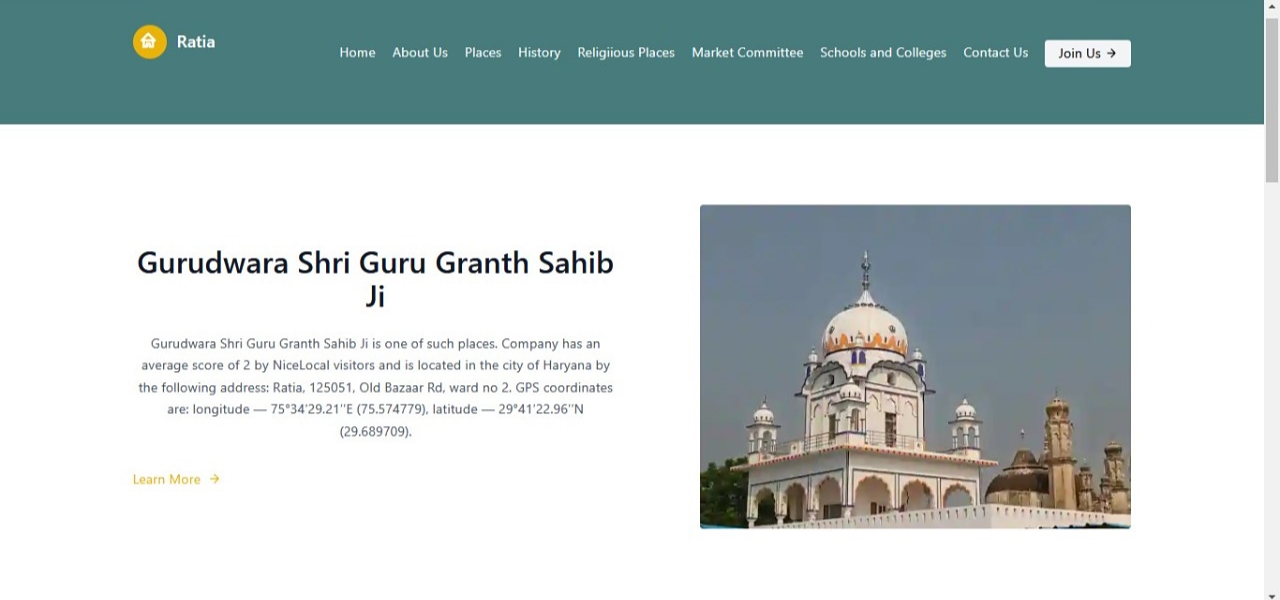 Ratia
Home About Us Places History Religiious Places Market Committee Schools and Colleges Contact Us Join Us →
Gurudwara Shri Guru Granth Sahib
Ji
Gurudwara Shri Guru Granth Sahib Ji is one of such places. Company has an
average score of 2 by NiceLocal visitors and is located in the city of Haryana by
the following address: Ratia, 125051, Old Bazaar Rd, ward no 2. GPS coordinates
are: longitude — 75°34′29.21″E (75.574779), latitude — 29°41′22.96″N
(29.689709).
Learn More →